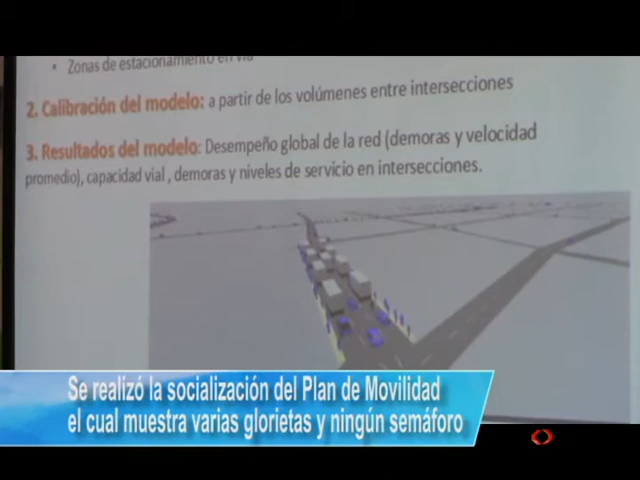 • Zonas de estacionamiento en vía
2. Calibración del modelo: a partir de los volúmenes entre intersecciones
3. Resultados del modelo: Desempeño global de la red (demoras y velocidad
promedio), capacidad vial , demoras y niveles de servicio en intersecciones.
Se realizó la socialización del Plan de Movilidad
el cual muestra varias glorietas y ningún semáforo